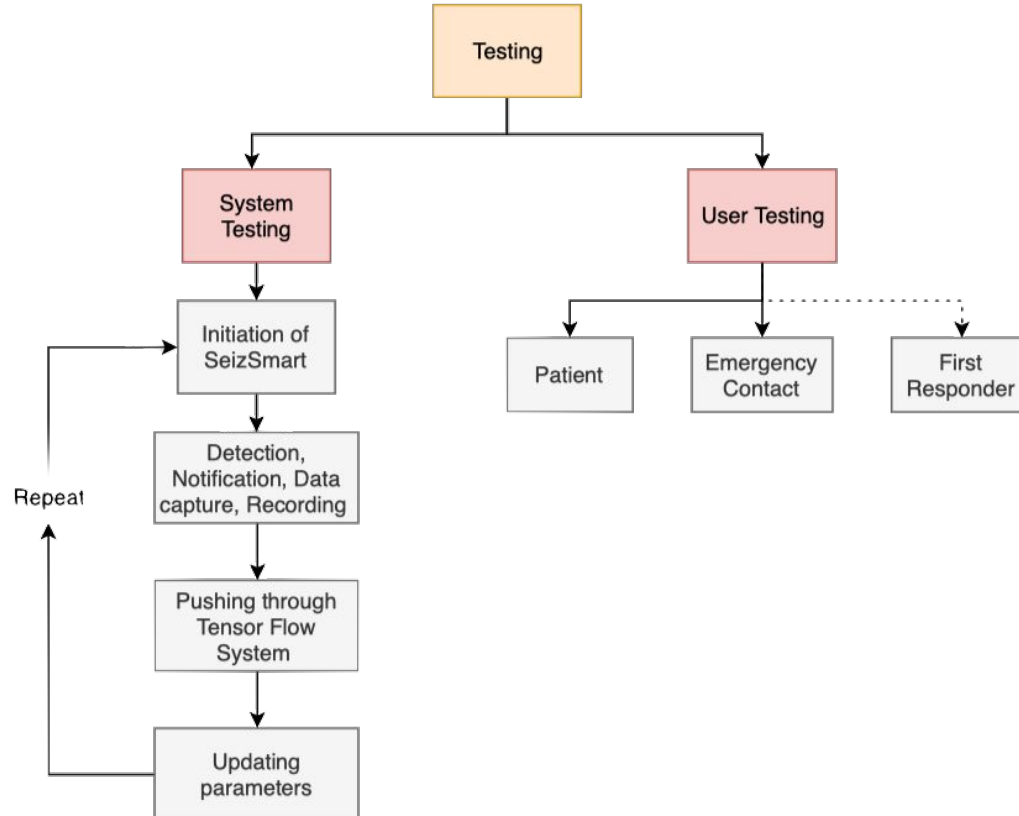 Testing
System
Testing
User Testing
Initiation of
SeizSmart
Patient
Emergency
Contact
First
Responder
Detection,
Notification, Data
capture, Recording
Repeat
Pushing through
Tensor Flow
System
Updating
parameters